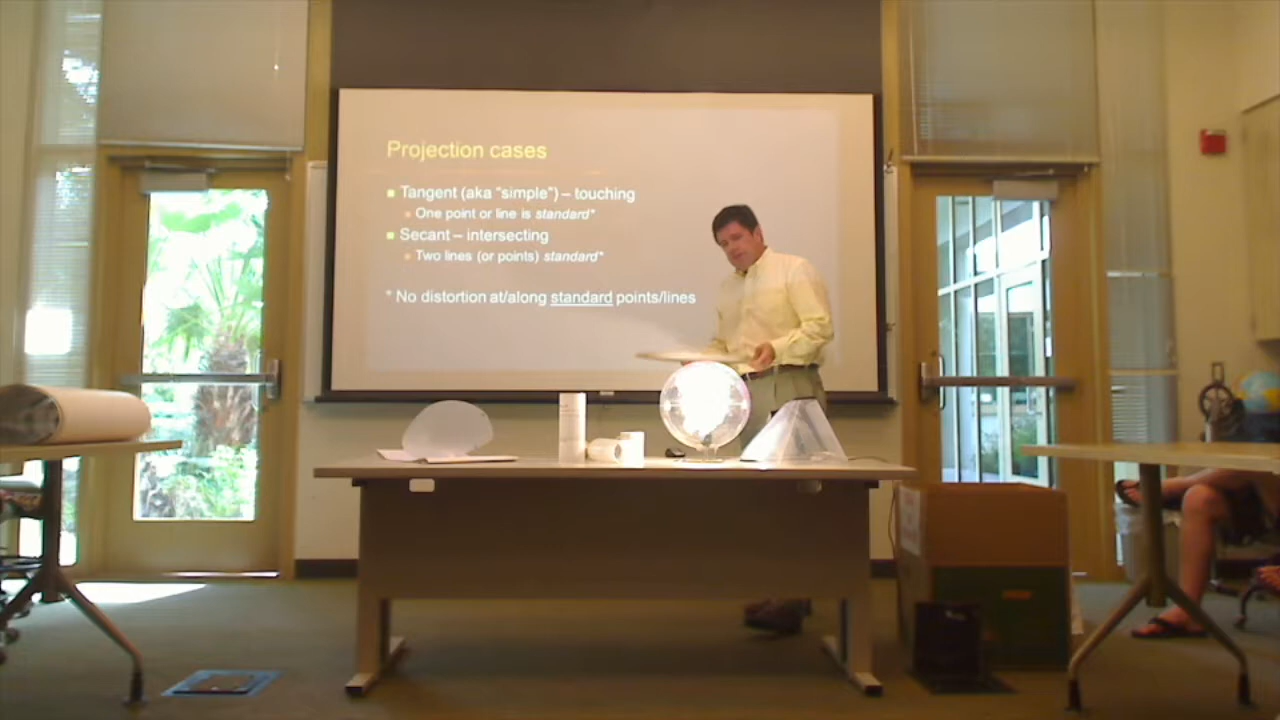 Projection cases
Tangent (aka "simple") – touching
One point or line is standard*
Secant – intersecting
Two lines (or points) standard*
* No distortion at/along standard points/lines